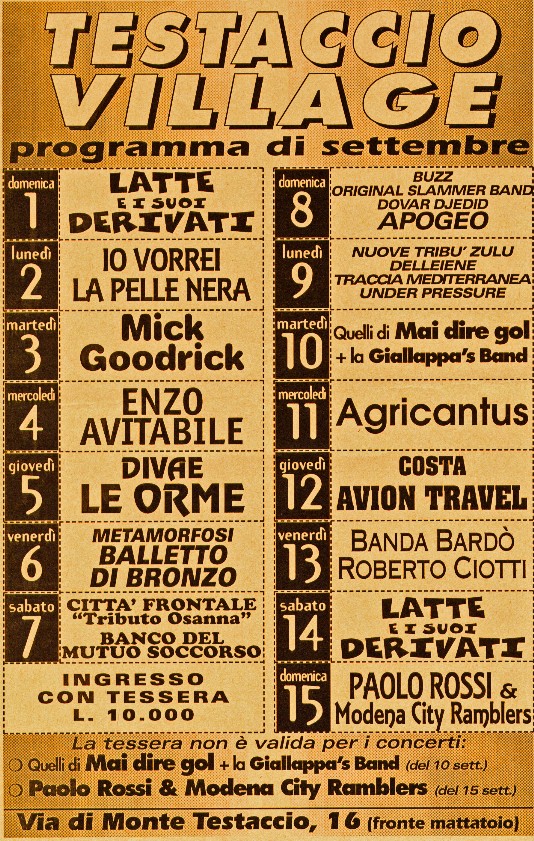 TESTACCIO
VILLAGE
programma di settembre
domenica
1
LATTE
E I SUOI
DERIVATI
lunedì
2
IO VORREI
LA PELLE NERA
martedì
3
Mick
Goodrick
mercoledì
4
ENZO
AVITABILE
giovedì
5
DIVAE
LE ORME
venerdì
6
METAMORFOSI
BALLETTO
DI BRONZO
sabato
7
CITTA' FRONTALE
"Tributo Osanna"
BANCO DEL
MUTUO SOCCORSO
INGRESSO
CON TESSERA
L. 10.000
domenica
8
BUZZ
ORIGINAL SLAMMER BAND
DOVAR DJEDID
APOGEO
lunedì
9
NUOVE TRIBU' ZULU
DELLEIENE
TRACCIA MEDITERRANEA
UNDER PRESSURE
martedì
10
Quelli di Mai dire gol
+ la Giallappa's Band
mercoledì
11
Agricantus
giovedì
12
COSTA
AVION TRAVEL
venerdì
13
BANDA BARDÒ
ROBERTO CIOTTI
sabato
14
LATTE
E I SUOI
DERIVATI
domenica
15
PAOLO ROSSI &
Modena City Ramblers
La tessera non è valida per i concerti:
Quelli di Mai dire gol + la Giallappa's Band (del 10 sett.)
Paolo Rossi & Modena City Ramblers (del 15 sett.)
Via di Monte Testaccio, 16 (fronte mattatoio)